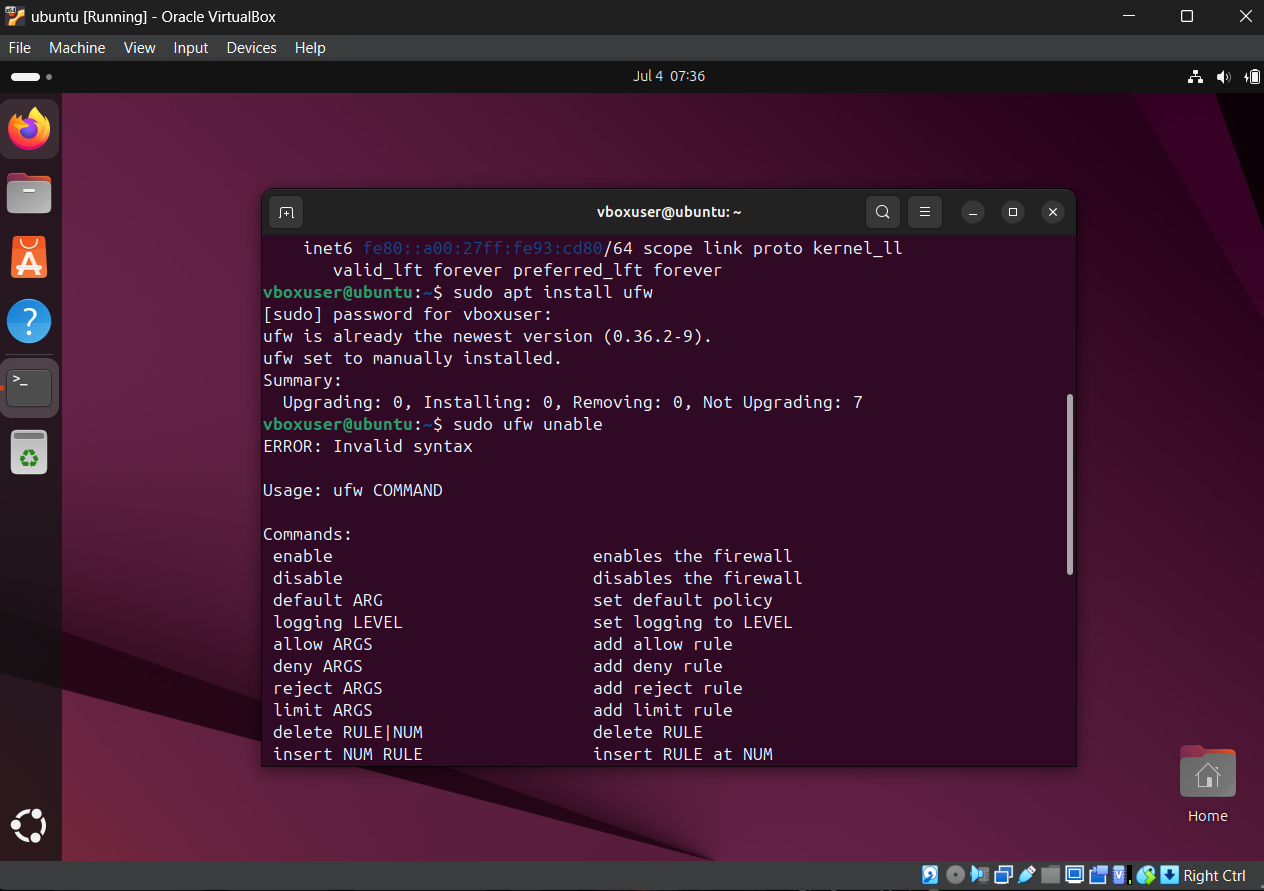 ubuntu [Running] - Oracle VirtualBox
File Machine View Input Devices Help
Jul 4 07:36
vboxuser@ubuntu: ~
inet6 fe80::a00:27ff:fe93:cd80/64 scope link proto kernel_ll
valid_lft forever preferred_lft forever
vboxuser@ubuntu:~$ sudo apt install ufw
[sudo] password for vboxuser:
ufw is already the newest version (0.36.2-9).
ufw set to manually installed.
Summary:
Upgrading: 0, Installing: 0, Removing: 0, Not Upgrading: 7
vboxuser@ubuntu:~$ sudo ufw unable
ERROR: Invalid syntax
Usage: ufw COMMAND
Commands:
enable enables the firewall
disable disables the firewall
default ARG set default policy
logging LEVEL set logging to LEVEL
allow ARGS add allow rule
deny ARGS add deny rule
reject ARGS add reject rule
limit ARGS add limit rule
delete RULE|NUM delete RULE
insert NUM RULE insert RULE at NUM
Home
Right Ctrl